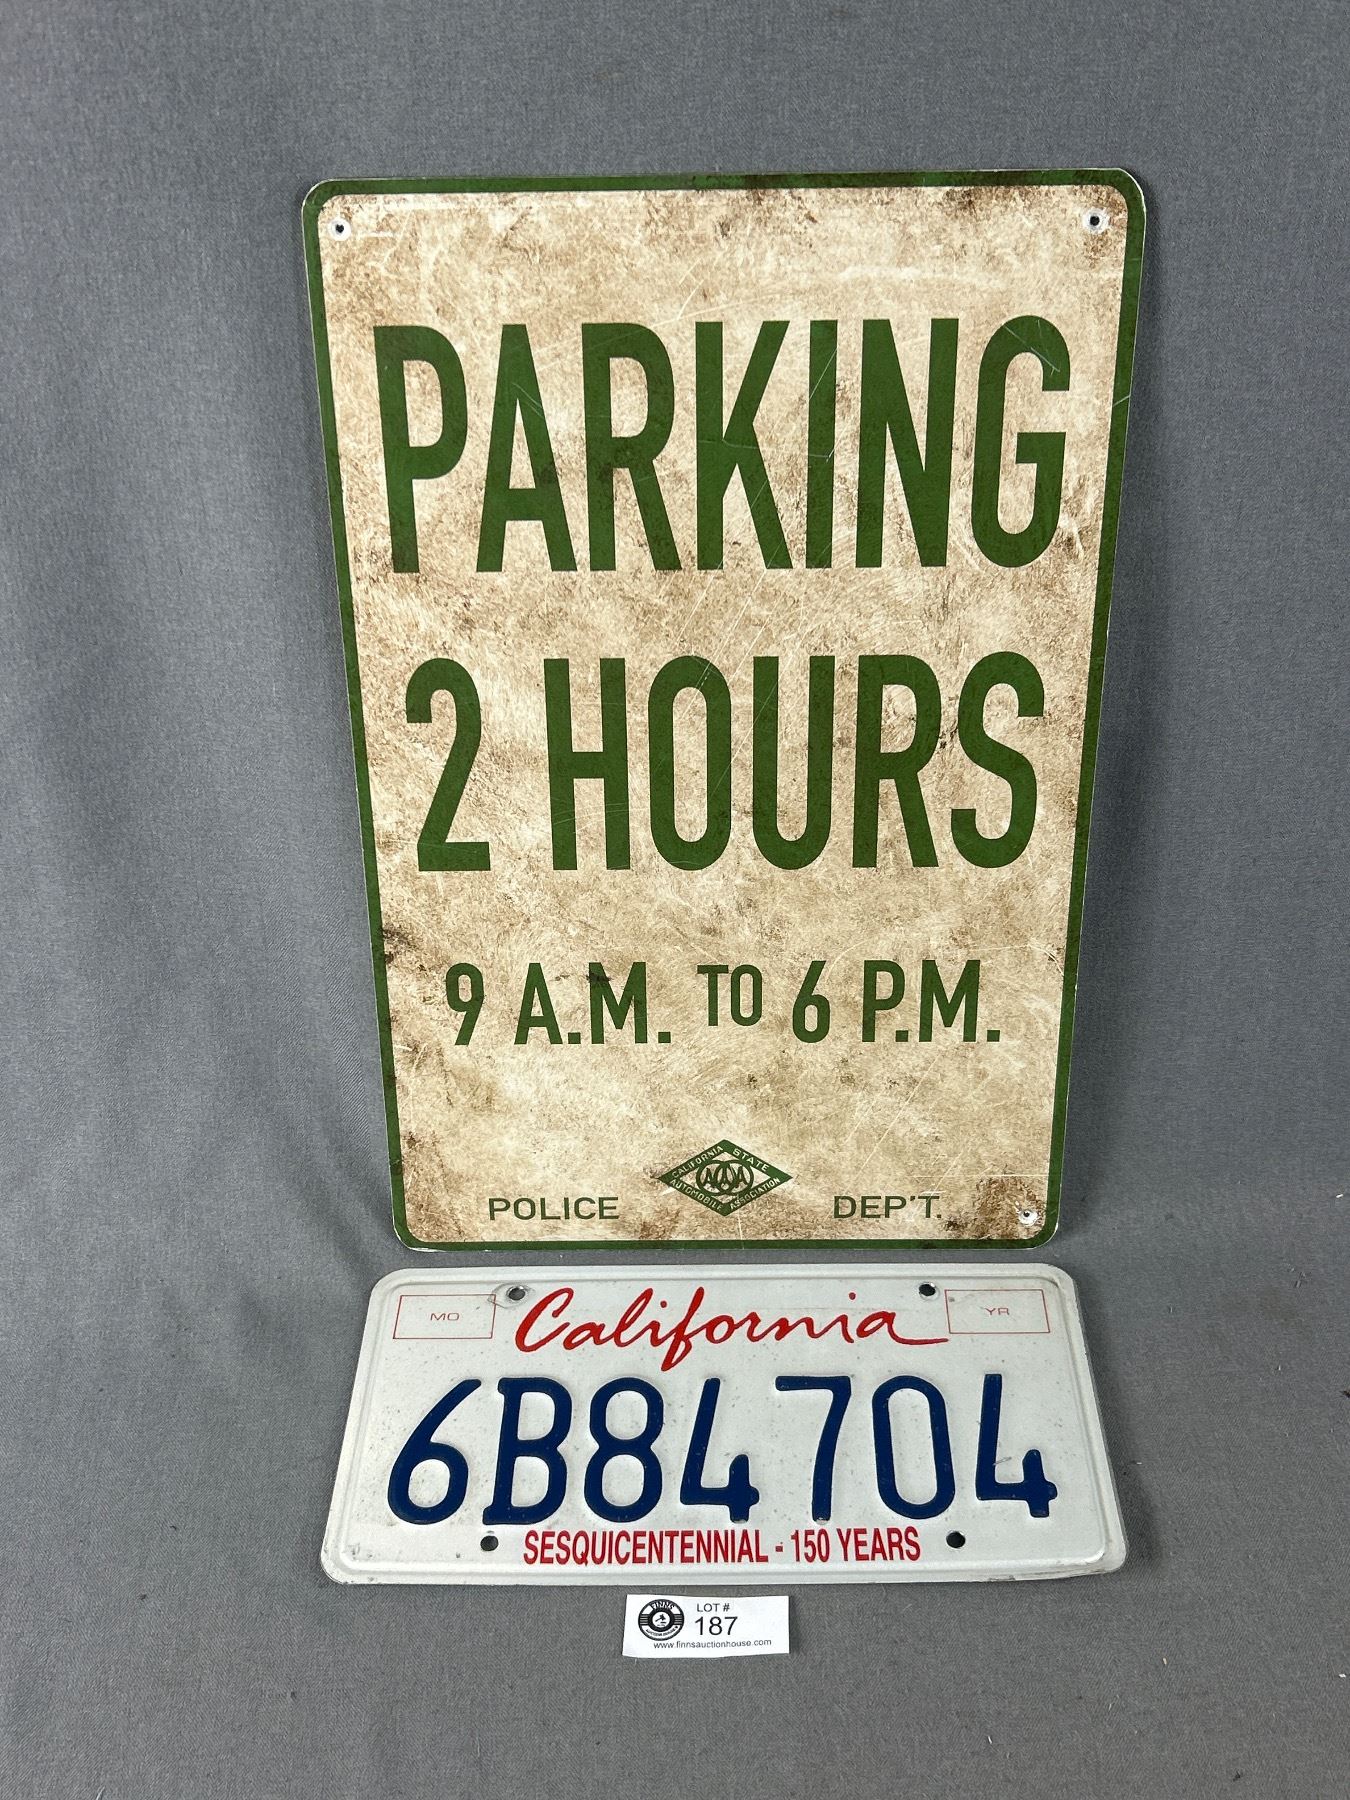 PARKING
2 HOURS
9 A.M. TO 6 P.M.
CALIFORNIA STATE
AAA
AUTOMOBILE ASSOCIATION
POLICE DEP'T.
MO California YR
6B84704
SESQUICENTENNIAL - 150 YEARS
FINNS
LOT #
187
www.finnsauctionhouse.com